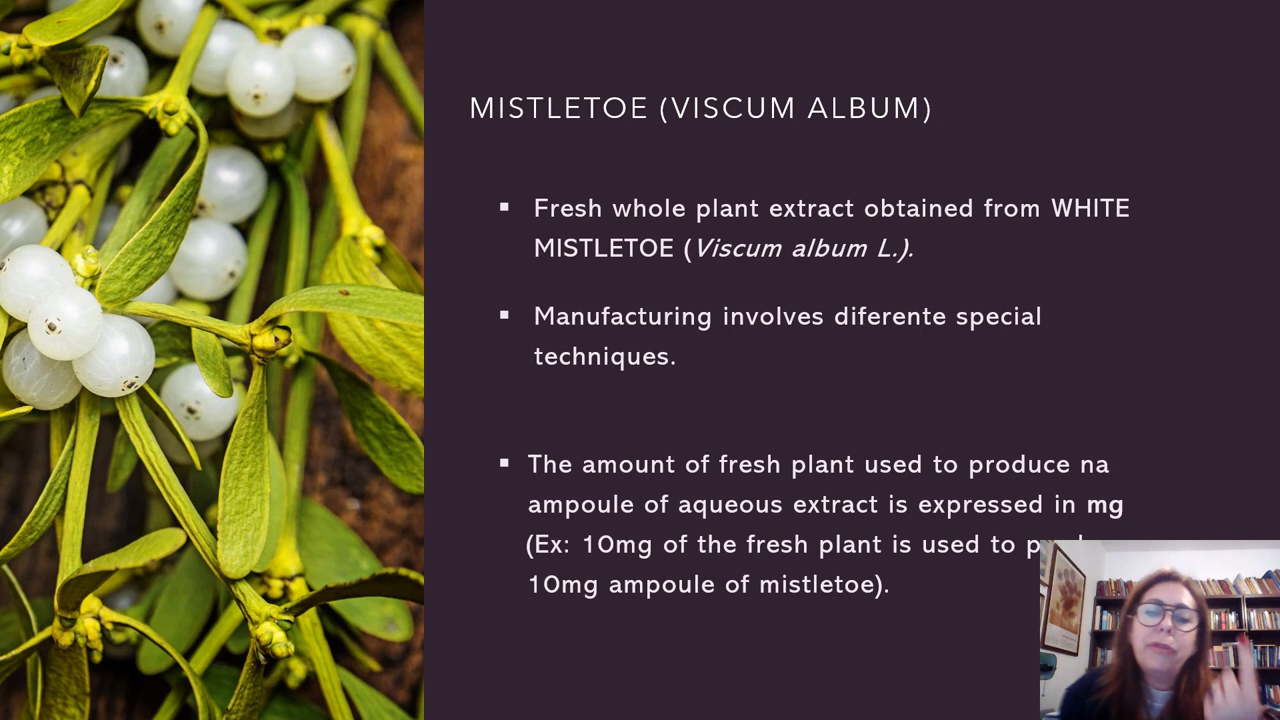 MISTLETOE (VISCUM ALBUM)
▪ Fresh whole plant extract obtained from WHITE
MISTLETOE (Viscum album L.).
▪ Manufacturing involves diferente special
techniques.
▪ The amount of fresh plant used to produce na
ampoule of aqueous extract is expressed in mg
(Ex: 10mg of the fresh plant is used to
10mg ampoule of mistletoe).